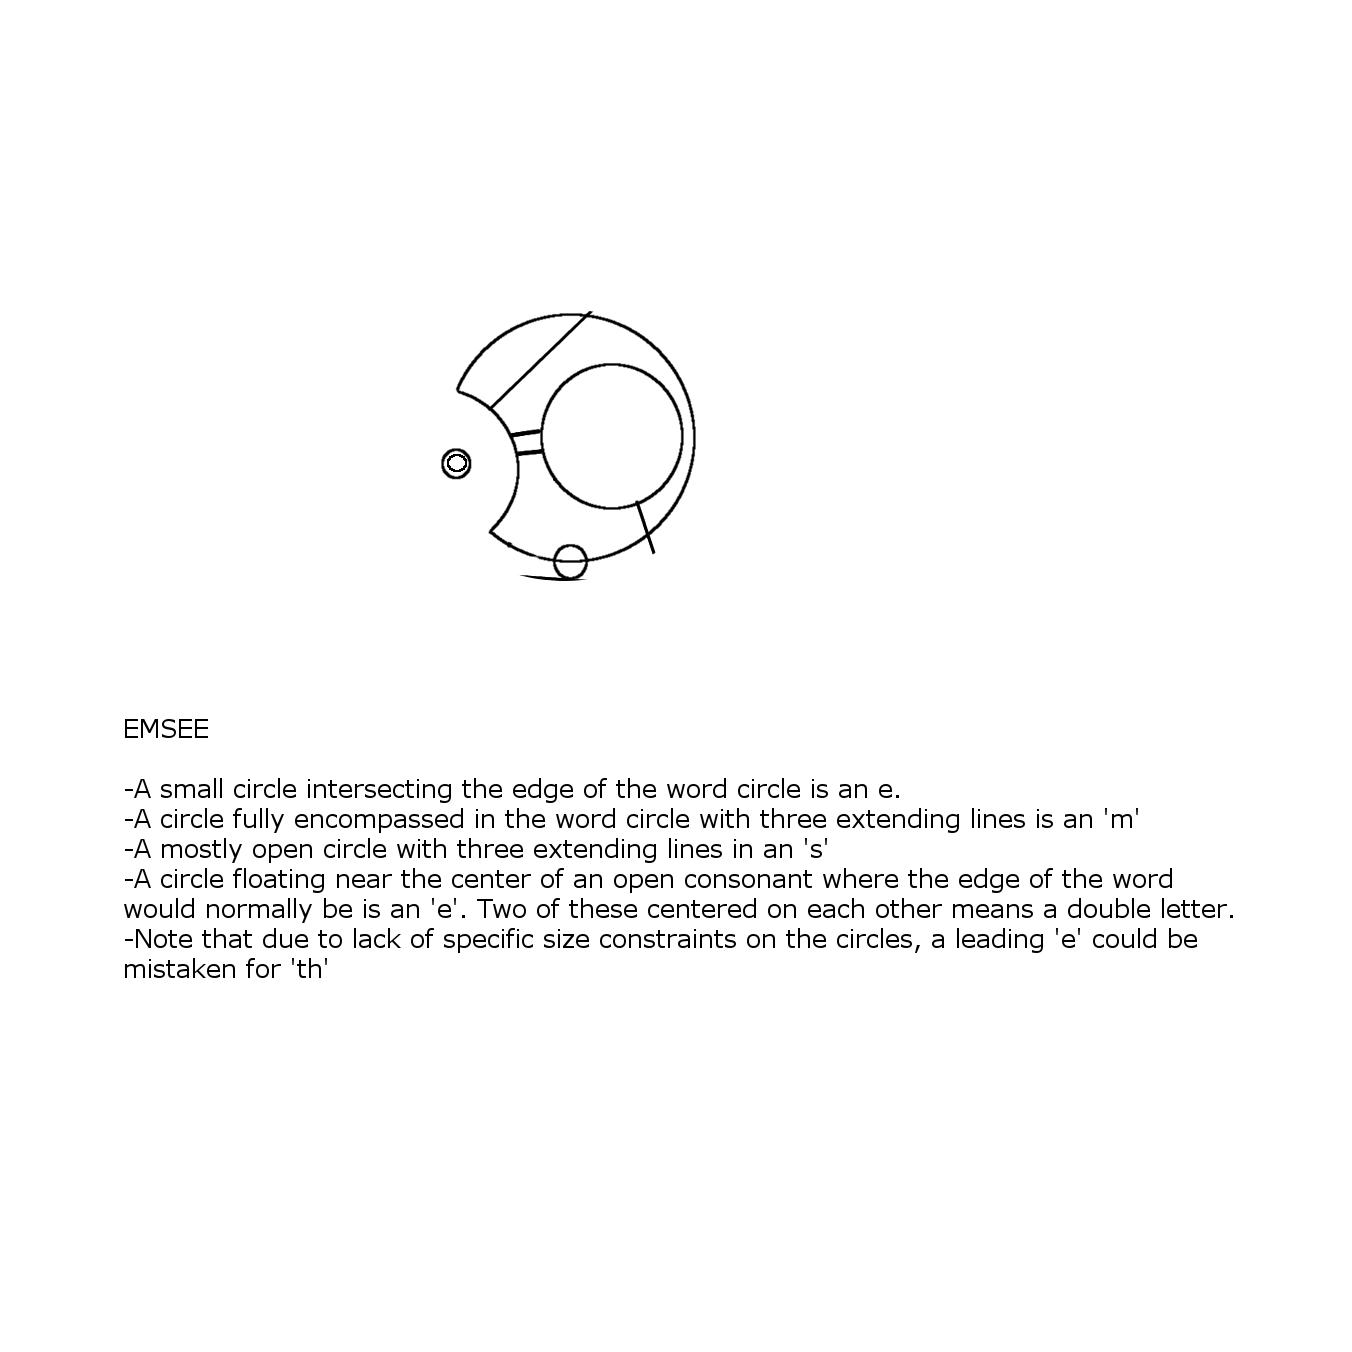 EMSEE
-A small circle intersecting the edge of the word circle is an e.
-A circle fully encompassed in the word circle with three extending lines is an 'm'
-A mostly open circle with three extending lines in an 's'
-A circle floating near the center of an open consonant where the edge of the word
would normally be is an 'e'. Two of these centered on each other means a double letter.
-Note that due to lack of specific size constraints on the circles, a leading 'e' could be
mistaken for 'th'